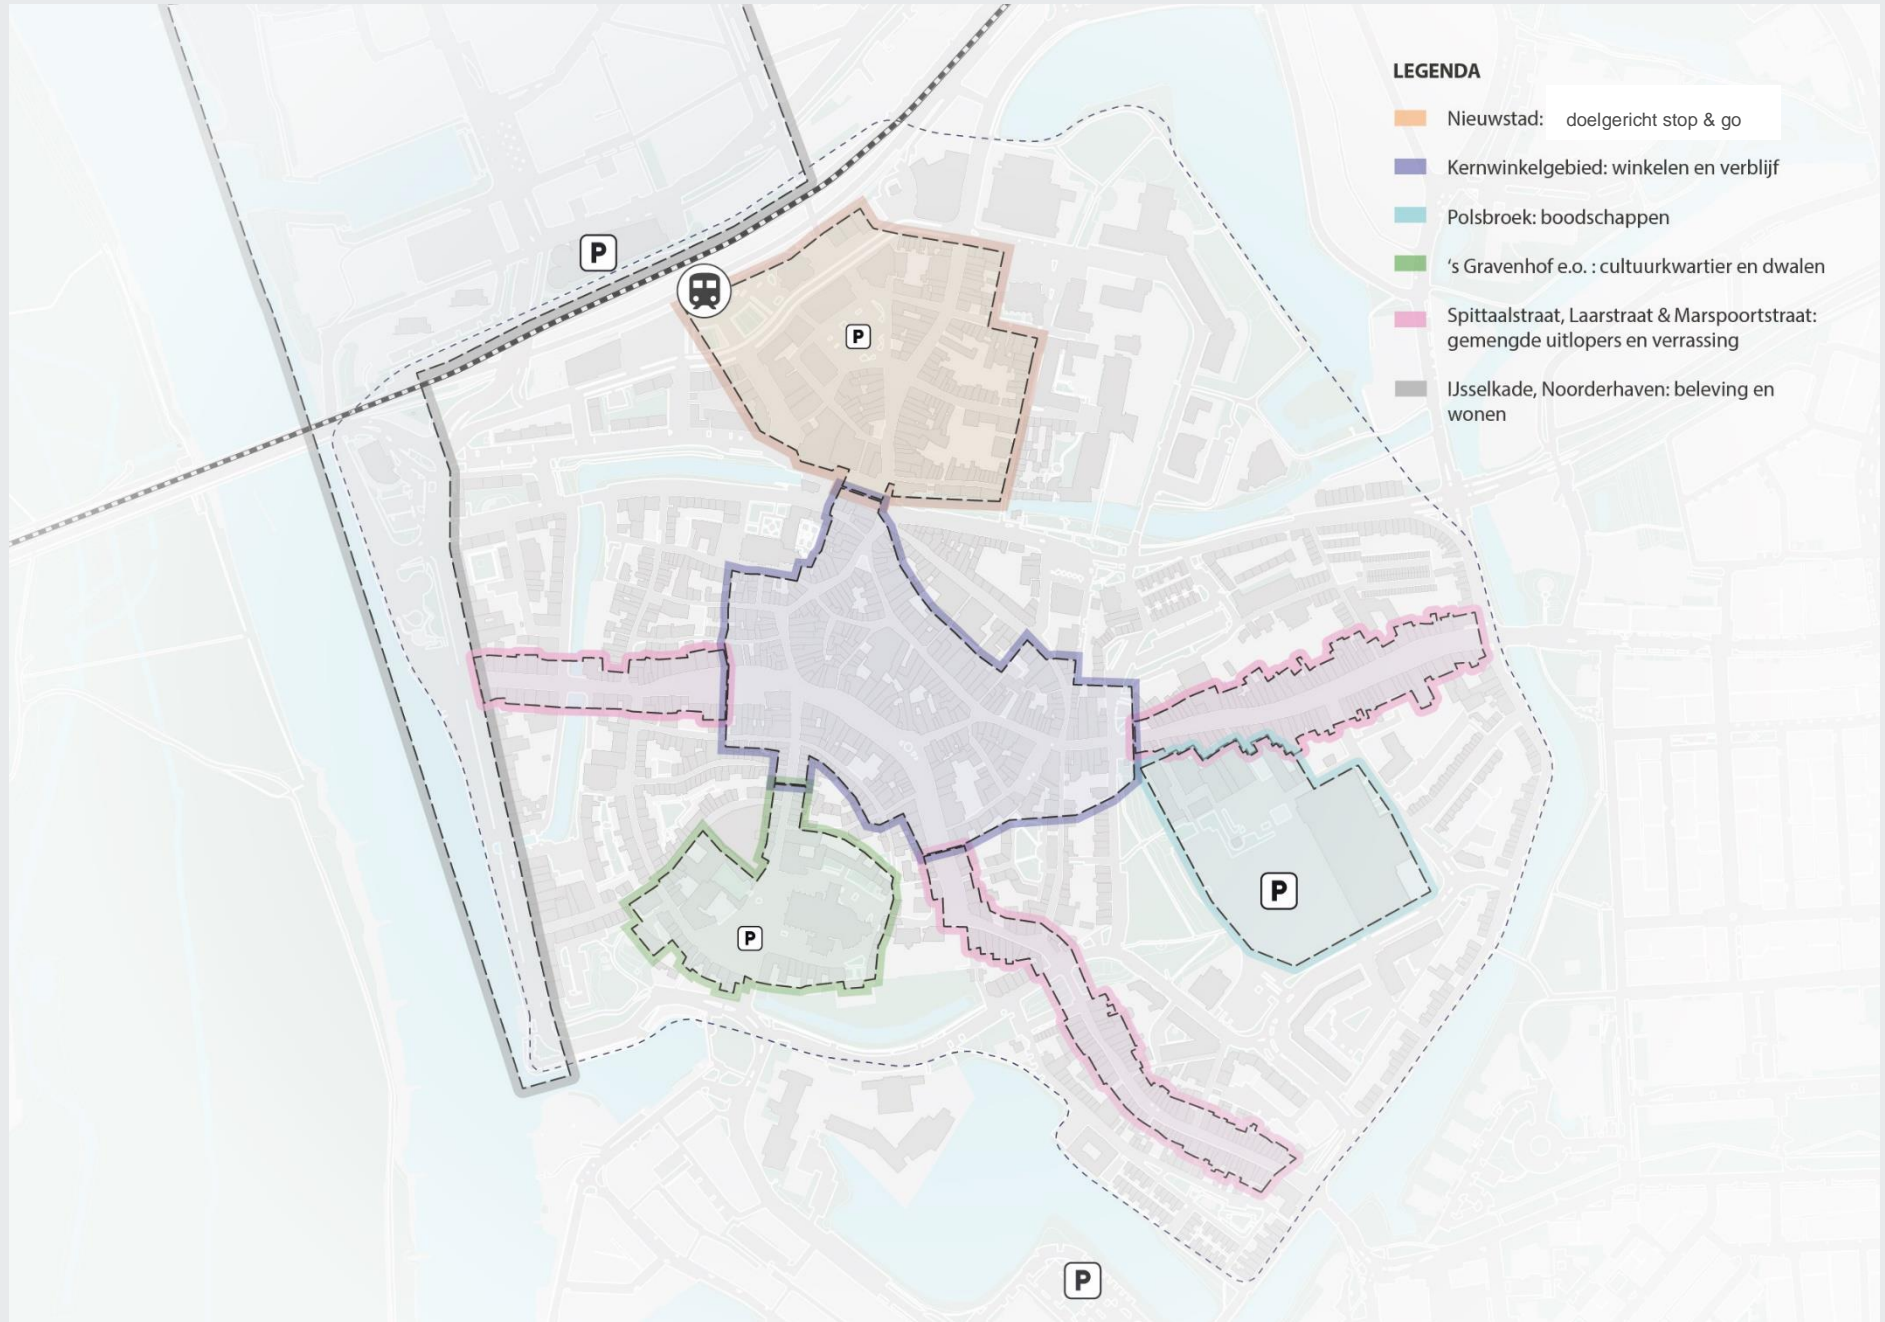 LEGENDA
Nieuwstad: doelgericht stop & go
Kernwinkelgebied: winkelen en verblijf
Polsbroek: boodschappen
‘s Gravenhof e.o. : cultuurkwartier en dwalen
Spittaalstraat, Laarstraat & Marspoortstraat:
gemengde uitlopers en verrassing
IJsselkade, Noorderhaven: beleving en
wonen
P
P
P
P
P